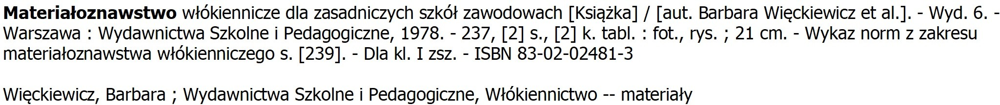 Materiałoznawstwo włókiennicze dla zasadniczych szkół zawodowach [Książka] / [aut. Barbara Więckiewicz et al.]. - Wyd. 6. -
Warszawa : Wydawnictwa Szkolne i Pedagogiczne, 1978. - 237, [2] s., [2] k. tabl. : fot., rys. ; 21 cm. - Wykaz norm z zakresu
materiałoznawstwa włókienniczego s. [239]. - Dla kl. I zsz. - ISBN 83-02-02481-3
Więckiewicz, Barbara ; Wydawnictwa Szkolne i Pedagogiczne, Włókiennictwo -- materiały